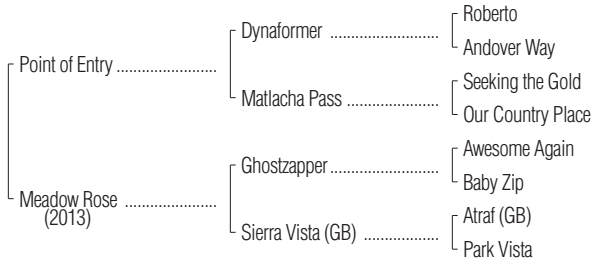 Roberto
Dynaformer ......................
Andover Way
Point of Entry ....................
Seeking the Gold
Matlacha Pass ...................
Our Country Place
Awesome Again
Ghostzapper......................
Baby Zip
Meadow Rose ..................
(2013)
Atraf (GB)
Sierra Vista (GB) ...............
Park Vista